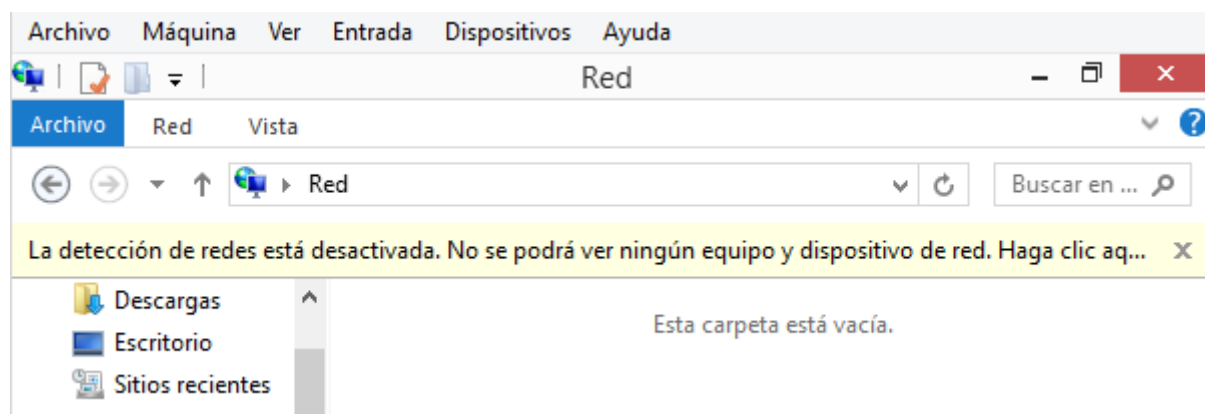 Archivo Máquina Ver Entrada Dispositivos Ayuda
Red
Archivo Red Vista
Red
Buscar en ...
La detección de redes está desactivada. No se podrá ver ningún equipo y dispositivo de red. Haga clic aq...
Descargas
Esta carpeta está vacía.
Escritorio
Sitios recientes